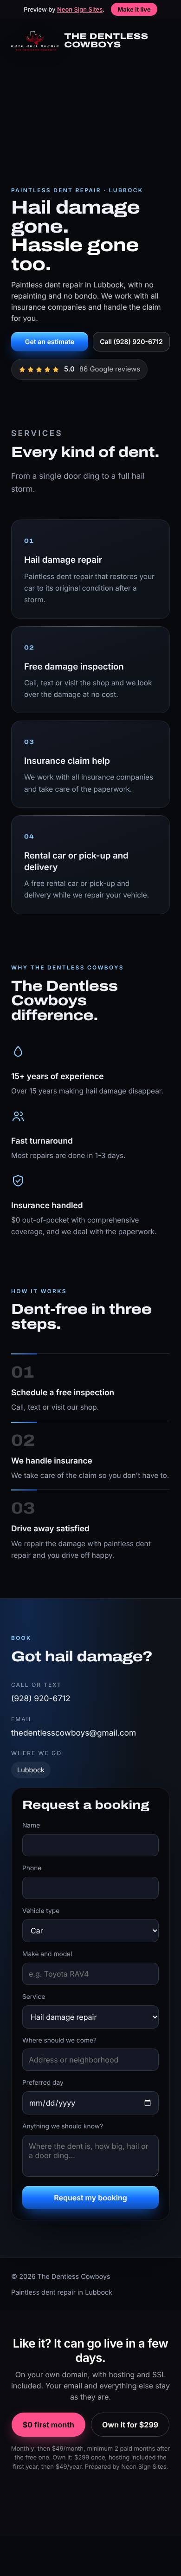 Preview by Neon Sign Sites. Make it live
AUTO HAIL REPAIR
THE DENTLESS
COWBOYS
PAINTLESS DENT REPAIR · LUBBOCK
Hail damage
gone.
Hassle gone
too.
Paintless dent repair in Lubbock, with no
repainting and no bondo. We work with all
insurance companies and handle the claim
for you.
Get an estimate
Call (928) 920-6712
★★★★★ 5.0 86 Google reviews
SERVICES
Every kind of dent.
From a single door ding to a full hail
storm.
01
Hail damage repair
Paintless dent repair that restores your
car to its original condition after a
storm.
02
Free damage inspection
Call, text or visit the shop and we look
over the damage at no cost.
03
Insurance claim help
We work with all insurance companies
and take care of the paperwork.
04
Rental car or pick-up and
delivery
A free rental car or pick-up and
delivery while we repair your vehicle.
WHY THE DENTLESS COWBOYS
The Dentless
Cowboys
difference.
15+ years of experience
Over 15 years making hail damage disappear.
Fast turnaround
Most repairs are done in 1-3 days.
Insurance handled
$0 out-of-pocket with comprehensive
coverage, and we deal with the paperwork.
HOW IT WORKS
Dent-free in three
steps.
01
Schedule a free inspection
Call, text or visit our shop.
02
We handle insurance
We take care of the claim so you don't have to.
03
Drive away satisfied
We repair the damage with paintless dent
repair and you drive off happy.
BOOK
Got hail damage?
CALL OR TEXT
(928) 920-6712
EMAIL
thedentlesscowboys@gmail.com
WHERE WE GO
Lubbock
Request a booking
Name
Phone
Vehicle type
Car
Make and model
e.g. Toyota RAV4
Service
Hail damage repair
Where should we come?
Address or neighborhood
Preferred day
mm/dd/yyyy
Anything we should know?
Where the dent is, how big, hail or
a door ding...
Request my booking
© 2026 The Dentless Cowboys
Paintless dent repair in Lubbock
Like it? It can go live in a few
days.
On your own domain, with hosting and SSL
included. Your email and everything else stay
as they are.
$0 first month
Own it for $299
Monthly: then $49/month, minimum 2 paid months after
the free one. Own it: $299 once, hosting included the
first year, then $49/year. Prepared by Neon Sign Sites.